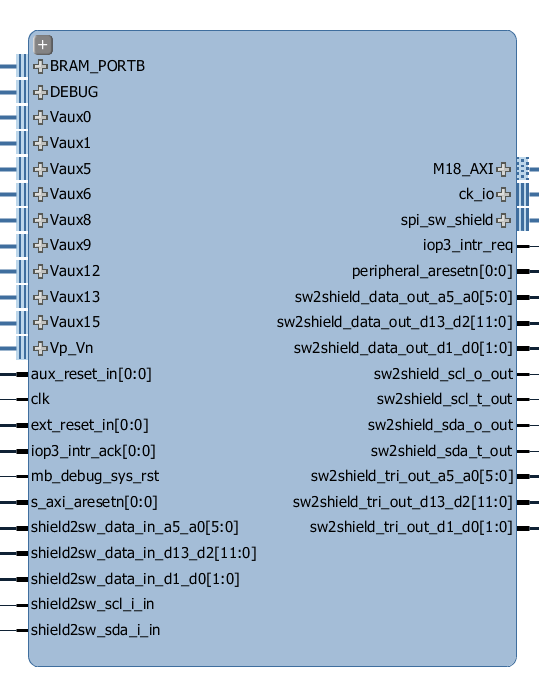 BRAM_PORTB
DEBUG
Vaux0
Vaux1
Vaux5
Vaux6
Vaux8
Vaux9
Vaux12
Vaux13
Vaux15
Vp_Vn
aux_reset_in[0:0]
clk
ext_reset_in[0:0]
iop3_intr_ack[0:0]
mb_debug_sys_rst
s_axi_aresetn[0:0]
shield2sw_data_in_a5_a0[5:0]
shield2sw_data_in_d13_d2[11:0]
shield2sw_data_in_d1_d0[1:0]
shield2sw_scl_i_in
shield2sw_sda_i_in
M18_AXI
ck_io
spi_sw_shield
iop3_intr_req
peripheral_aresetn[0:0]
sw2shield_data_out_a5_a0[5:0]
sw2shield_data_out_d13_d2[11:0]
sw2shield_data_out_d1_d0[1:0]
sw2shield_scl_o_out
sw2shield_scl_t_out
sw2shield_sda_o_out
sw2shield_sda_t_out
sw2shield_tri_out_a5_a0[5:0]
sw2shield_tri_out_d13_d2[11:0]
sw2shield_tri_out_d1_d0[1:0]